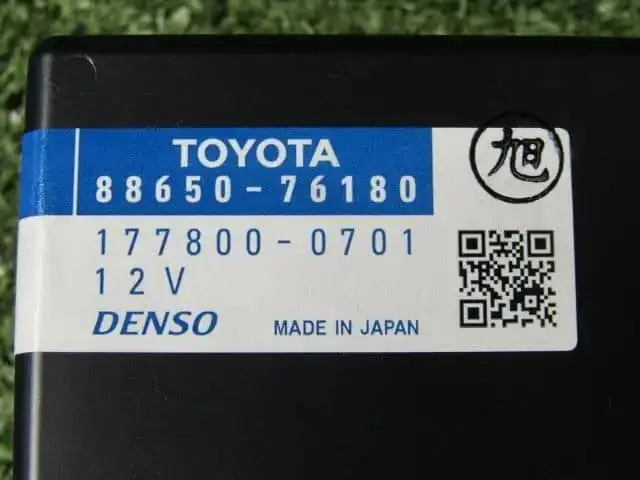 TOYOTA
88650-76180
旭
177800-0701
12V
DENSO MADE IN JAPAN